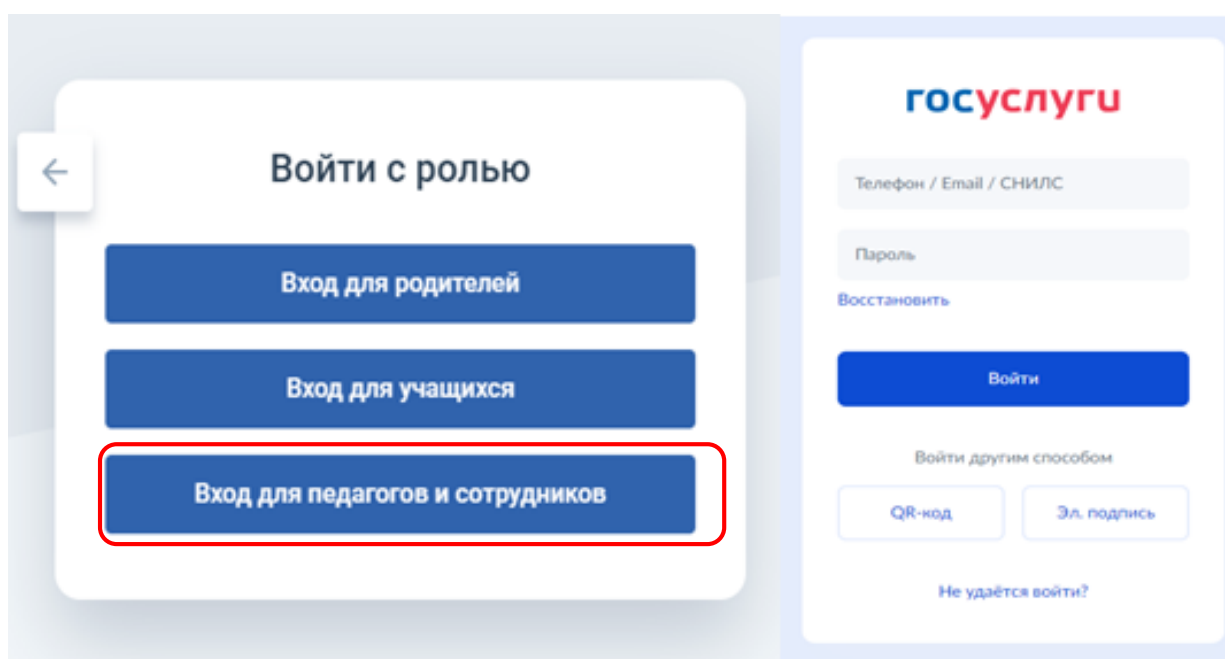 Войти с ролью
Вход для родителей
Вход для учащихся
Вход для педагогов и сотрудников
госуслуги
Телефон / Email / СНИЛС
Пароль
Восстановить
Войти
Войти другим способом
QR-код
Эл. подпись
Не удаётся войти?